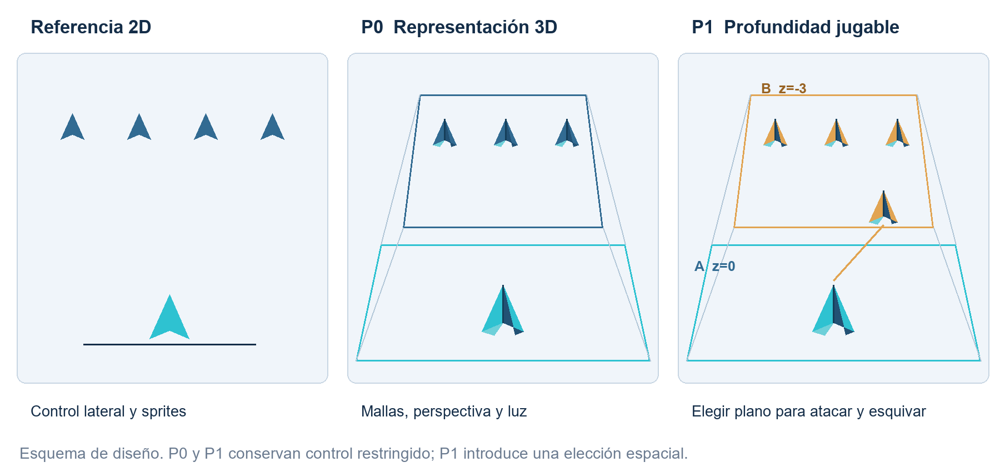 Referencia 2D
P0 Representación 3D
P1 Profundidad jugable
B z=-3
A z=0
Control lateral y sprites
Mallas, perspectiva y luz
Elegir plano para atacar y esquivar
Esquema de diseño. P0 y P1 conservan control restringido; P1 introduce una elección espacial.